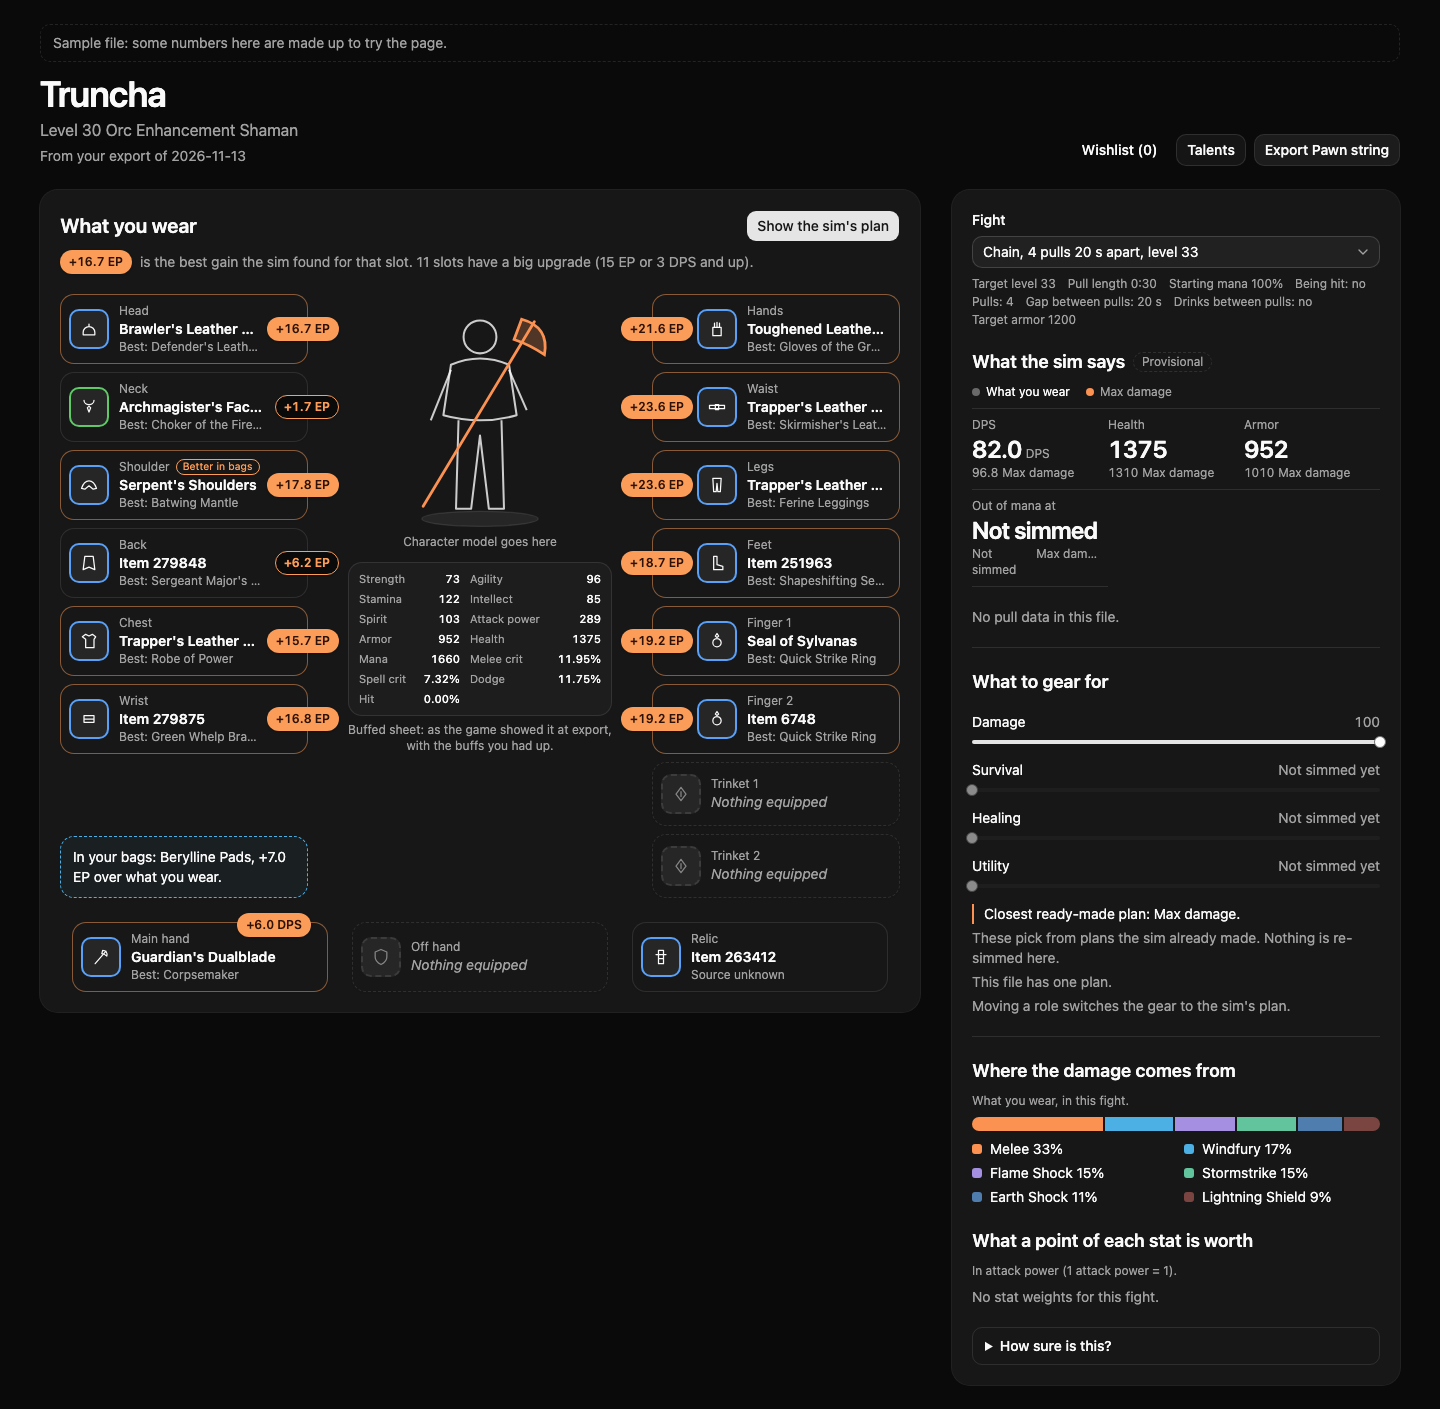 Sample file: some numbers here are made up to try the page.
Truncha
Level 30 Orc Enhancement Shaman
From your export of 2026-11-13
Wishlist (0)
Talents
Export Pawn string
What you wear
Show the sim's plan
+16.7 EP is the best gain the sim found for that slot. 11 slots have a big upgrade (15 EP or 3 DPS and up).
Head
Brawler's Leather ...
Best: Defender's Leath...
+16.7 EP
Neck
Archmagister's Fac...
Best: Choker of the Fire...
+1.7 EP
Shoulder Better in bags
Serpent's Shoulders
Best: Batwing Mantle
+17.8 EP
Back
Item 279848
Best: Sergeant Major's ...
+6.2 EP
Chest
Trapper's Leather ...
Best: Robe of Power
+15.7 EP
Wrist
Item 279875
Best: Green Whelp Bra...
+16.8 EP
In your bags: Berylline Pads, +7.0
EP over what you wear.
Character model goes here
Strength 73 Agility 96
Stamina 122 Intellect 85
Spirit 103 Attack power 289
Armor 952 Health 1375
Mana 1660 Melee crit 11.95%
Spell crit 7.32% Dodge 11.75%
Hit 0.00%
Buffed sheet: as the game showed it at export,
with the buffs you had up.
+21.6 EP
Hands
Toughened Leathe...
Best: Gloves of the Gr...
+23.6 EP
Waist
Trapper's Leather ...
Best: Skirmisher's Leat...
+23.6 EP
Legs
Trapper's Leather ...
Best: Ferine Leggings
+18.7 EP
Feet
Item 251963
Best: Shapeshifting Se...
+19.2 EP
Finger 1
Seal of Sylvanas
Best: Quick Strike Ring
+19.2 EP
Finger 2
Item 6748
Best: Quick Strike Ring
Trinket 1
Nothing equipped
Trinket 2
Nothing equipped
+6.0 DPS
Main hand
Guardian's Dualblade
Best: Corpsemaker
Off hand
Nothing equipped
Relic
Item 263412
Source unknown
Fight
Chain, 4 pulls 20 s apart, level 33
Target level 33 Pull length 0:30 Starting mana 100% Being hit: no
Pulls: 4 Gap between pulls: 20 s Drinks between pulls: no
Target armor 1200
What the sim says Provisional
What you wear Max damage
DPS Health Armor
82.0 DPS 1375 952
96.8 Max damage 1310 Max damage 1010 Max damage
Out of mana at
Not simmed
Not simmed Max dam...
No pull data in this file.
What to gear for
Damage 100
Survival Not simmed yet
Healing Not simmed yet
Utility Not simmed yet
Closest ready-made plan: Max damage.
These pick from plans the sim already made. Nothing is re-
simmed here.
This file has one plan.
Moving a role switches the gear to the sim's plan.
Where the damage comes from
What you wear, in this fight.
Melee 33% Windfury 17%
Flame Shock 15% Stormstrike 15%
Earth Shock 11% Lightning Shield 9%
What a point of each stat is worth
In attack power (1 attack power = 1).
No stat weights for this fight.
How sure is this?